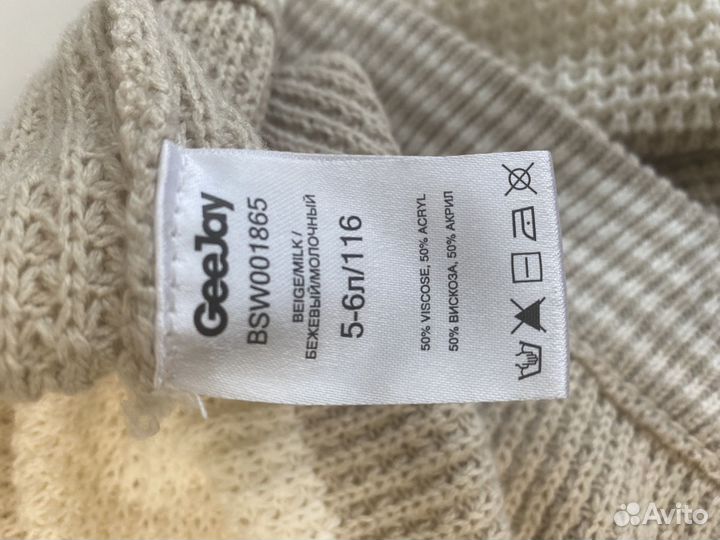 GeeJay
BSW001865
BEIGE/MILK /
БЕЖЕВЫЙ/МОЛОЧНЫЙ
5-6л/116
50% VISCOSE, 50% ACRYL
50% ВИСКОЗА, 50% АКРИЛ
Avito